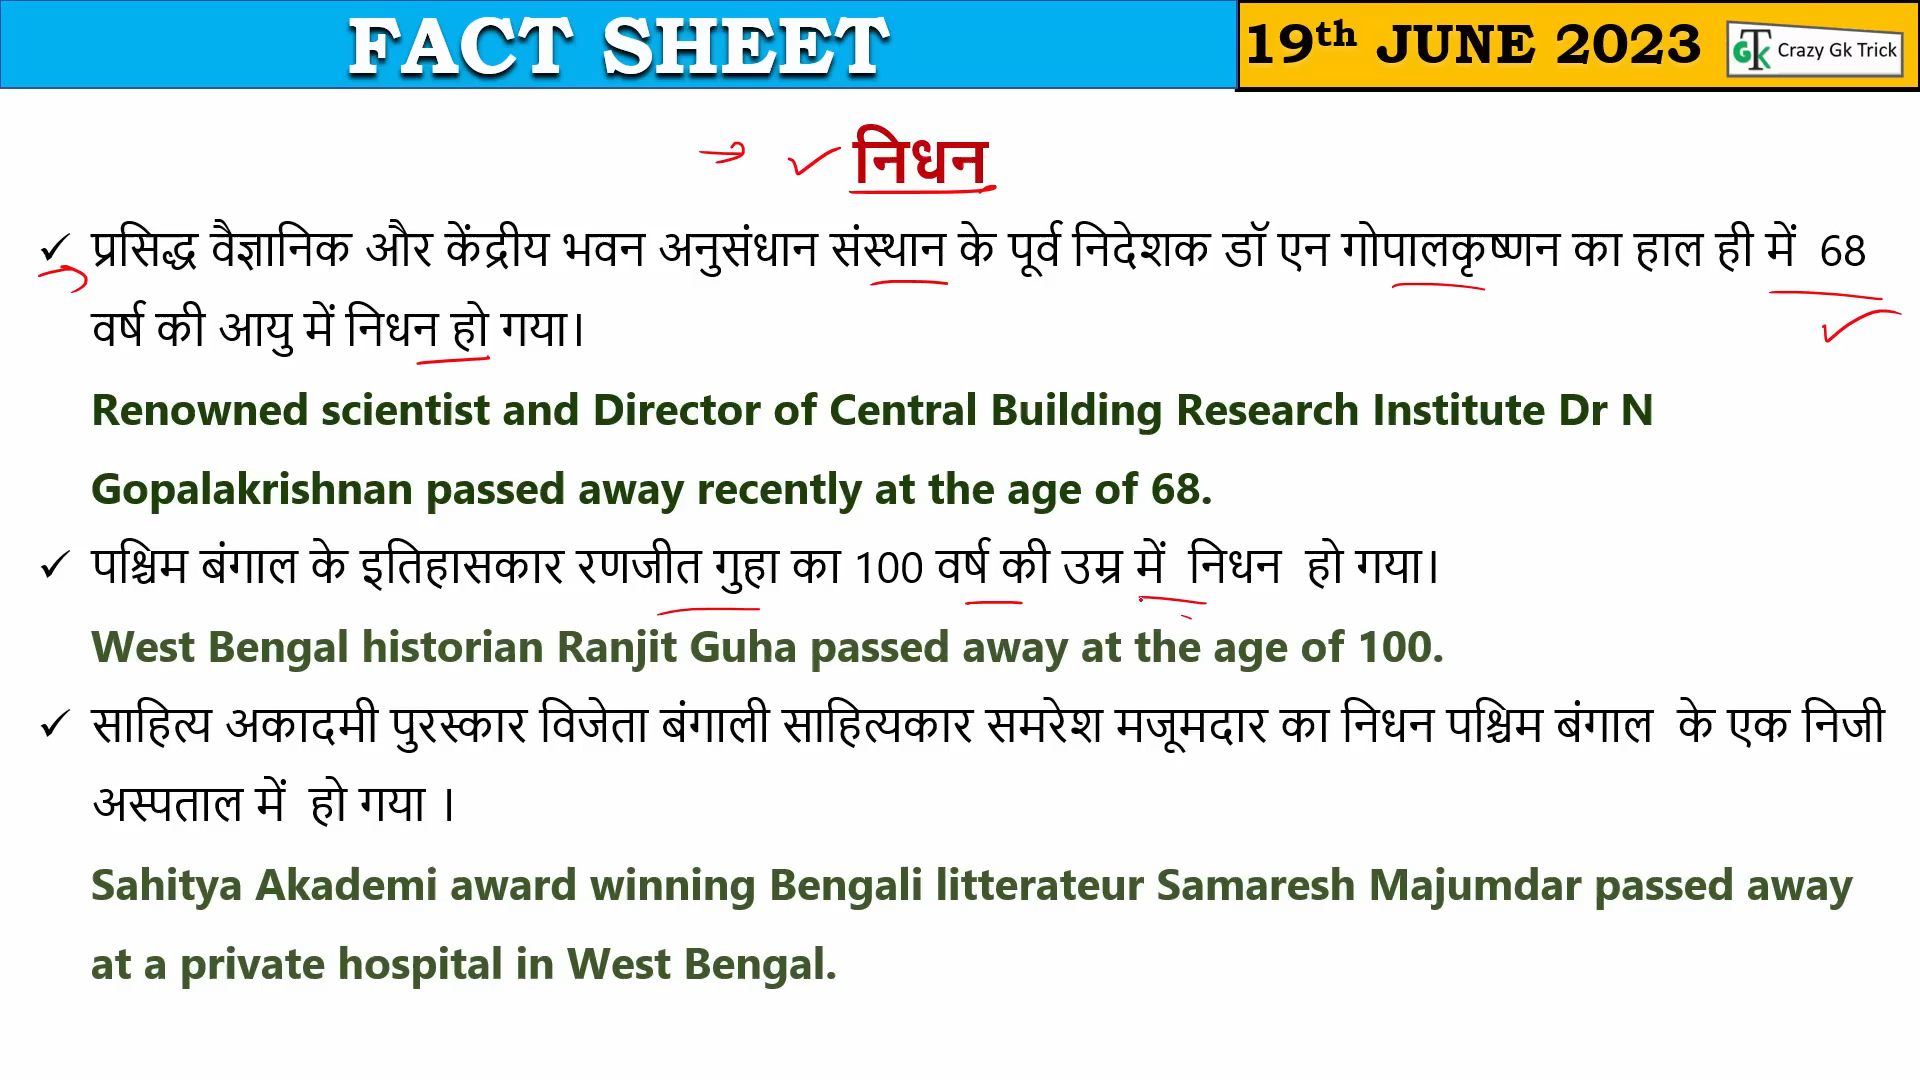 FACT SHEET
19th JUNE 2023
GTK Crazy Gk Trick
निधन
✓ प्रसिद्ध वैज्ञानिक और केंद्रीय भवन अनुसंधान संस्थान के पूर्व निदेशक डॉ एन गोपालकृष्णन का हाल ही में 68
वर्ष की आयु में निधन हो गया।
Renowned scientist and Director of Central Building Research Institute Dr N
Gopalakrishnan passed away recently at the age of 68.
✓ पश्चिम बंगाल के इतिहासकार रणजीत गुहा का 100 वर्ष की उम्र में निधन हो गया।
West Bengal historian Ranjit Guha passed away at the age of 100.
✓ साहित्य अकादमी पुरस्कार विजेता बंगाली साहित्यकार समरेश मजूमदार का निधन पश्चिम बंगाल के एक निजी
अस्पताल में हो गया ।
Sahitya Akademi award winning Bengali litterateur Samaresh Majumdar passed away
at a private hospital in West Bengal.